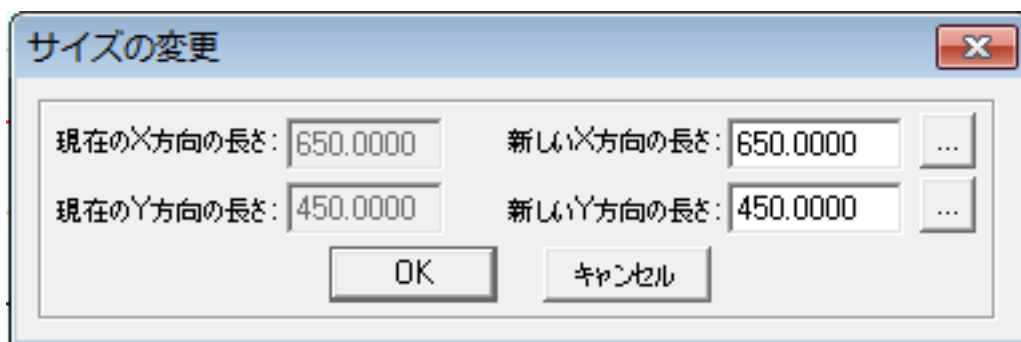 サイズの変更
現在のX方向の長さ: 650.0000 新しいX方向の長さ: 650.0000 ...
現在のY方向の長さ: 450.0000 新しいY方向の長さ: 450.0000 ...
OK キャンセル